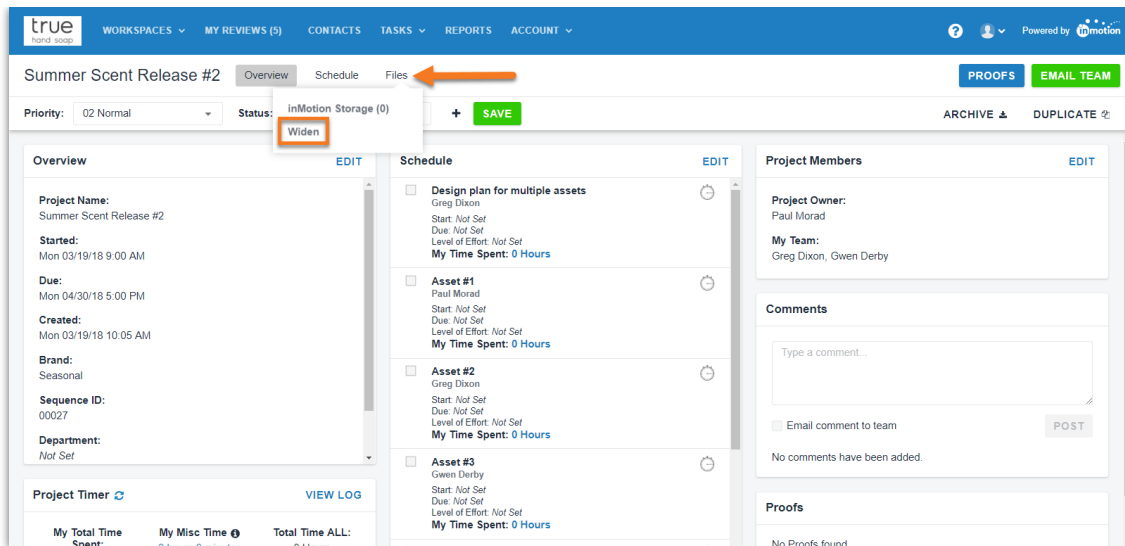 true
hand soap
WORKSPACES
MY REVIEWS (5)
CONTACTS
TASKS
REPORTS
ACCOUNT
?
Powered by inmotion
Summer Scent Release #2
Overview
Schedule
Files
PROOFS
EMAIL TEAM
Priority: 02 Normal
Status:
inMotion Storage (0)
Widen
+
SAVE
ARCHIVE
DUPLICATE
Overview
EDIT
Project Name:
Summer Scent Release #2
Started:
Mon 03/19/18 9:00 AM
Due:
Mon 04/30/18 5:00 PM
Created:
Mon 03/19/18 10:05 AM
Brand:
Seasonal
Sequence ID:
00027
Department:
Not Set
Project Timer
VIEW LOG
My Total Time
Spent:
My Misc Time
Total Time ALL:
Schedule
EDIT
Design plan for multiple assets
Greg Dixon
Start: Not Set
Due: Not Set
Level of Effort: Not Set
My Time Spent: 0 Hours
Asset #1
Paul Morad
Start: Not Set
Due: Not Set
Level of Effort: Not Set
My Time Spent: 0 Hours
Asset #2
Greg Dixon
Start: Not Set
Due: Not Set
Level of Effort: Not Set
My Time Spent: 0 Hours
Asset #3
Gwen Derby
Start: Not Set
Due: Not Set
Level of Effort: Not Set
My Time Spent: 0 Hours
Project Members
EDIT
Project Owner:
Paul Morad
My Team:
Greg Dixon, Gwen Derby
Comments
Type a comment...
Email comment to team
POST
No comments have been added.
Proofs
No Proofs found